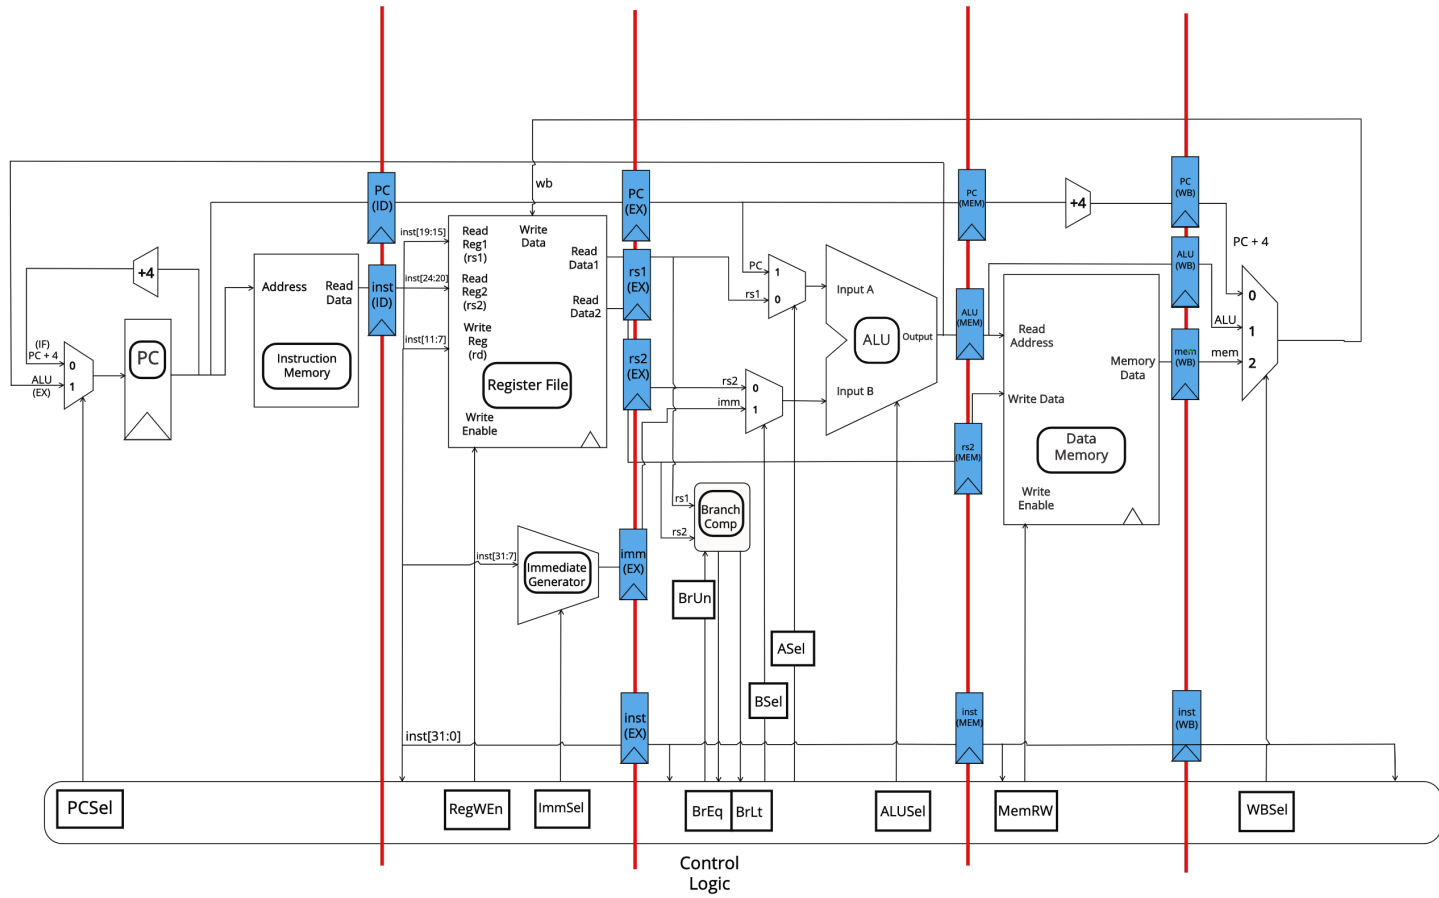 wb
PC
(ID)
PC
(EX)
PC
(MEM)
+4
PC
(WB)
PC + 4
inst[19:15]
Read
Reg1
(rs1)
Write
Data
Read
Data1
+4
Address
Read
Data
inst
(ID)
inst[24:20]
Read
Reg2
(rs2)
Read
Data2
rs1
(EX)
PC
1
rs1
0
Input A
ALU
(WB)
0
(IF)
PC + 4
0
ALU
1
(EX)
PC
Instruction
Memory
inst[11:7]
Write
Reg
(rd)
Register File
Write
Enable
rs2
(EX)
rs2
0
imm
1
ALU
Output
Input B
ALU
(MEM)
Read
Address
Memory
Data
Write Data
mem
(WB)
ALU
1
mem
2
rs2
(MEM)
Data
Memory
Write
Enable
rs1
Branch
Comp
rs2
inst[31:7]
Immediate
Generator
imm
(EX)
BrUn
ASel
BSel
inst[31:0]
inst
(EX)
inst
(MEM)
inst
(WB)
PCSel
RegWEn
ImmSel
BrEq
BrLt
ALUSel
MemRW
WBSel
Control
Logic